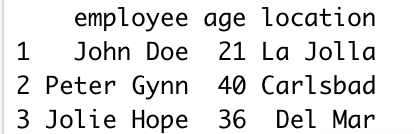 employee age location
1 John Doe 21 La Jolla
2 Peter Gynn 40 Carlsbad
3 Jolie Hope 36 Del Mar